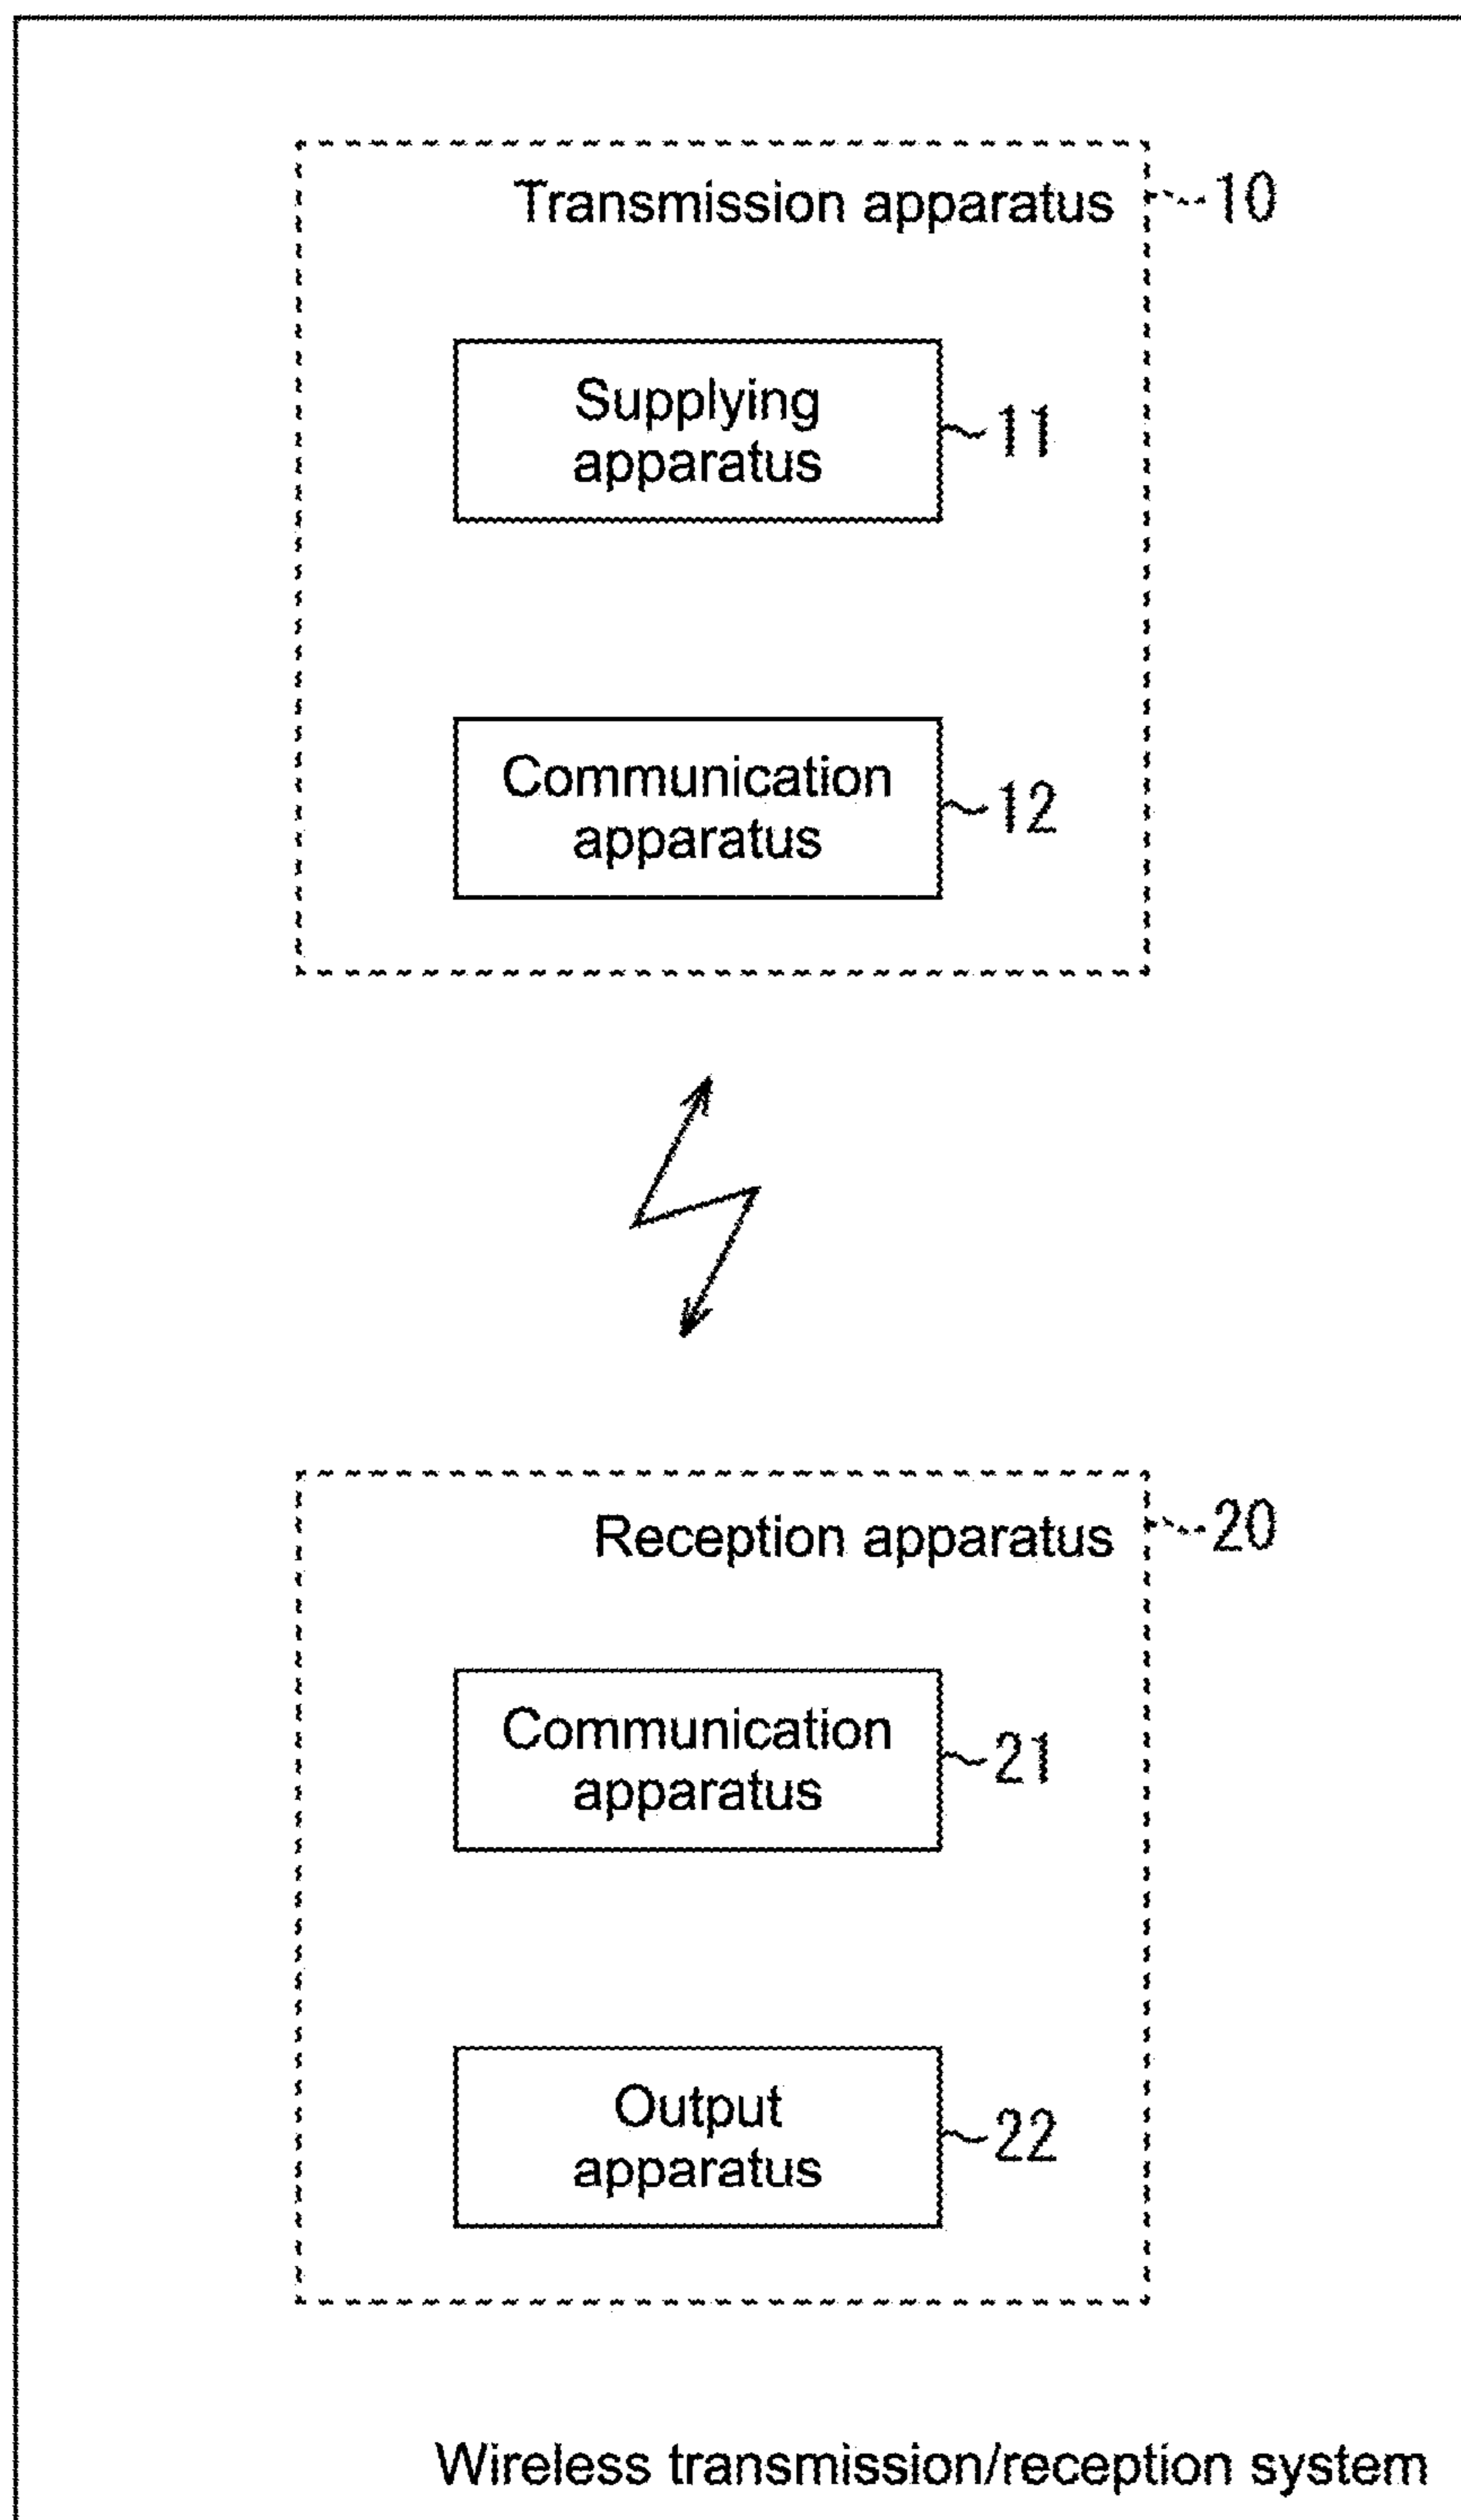 Transmission apparatus 10
Supplying
apparatus
11
Communication
apparatus
12
Reception apparatus 20
Communication
apparatus
21
Output
apparatus
22
Wireless transmission/reception system